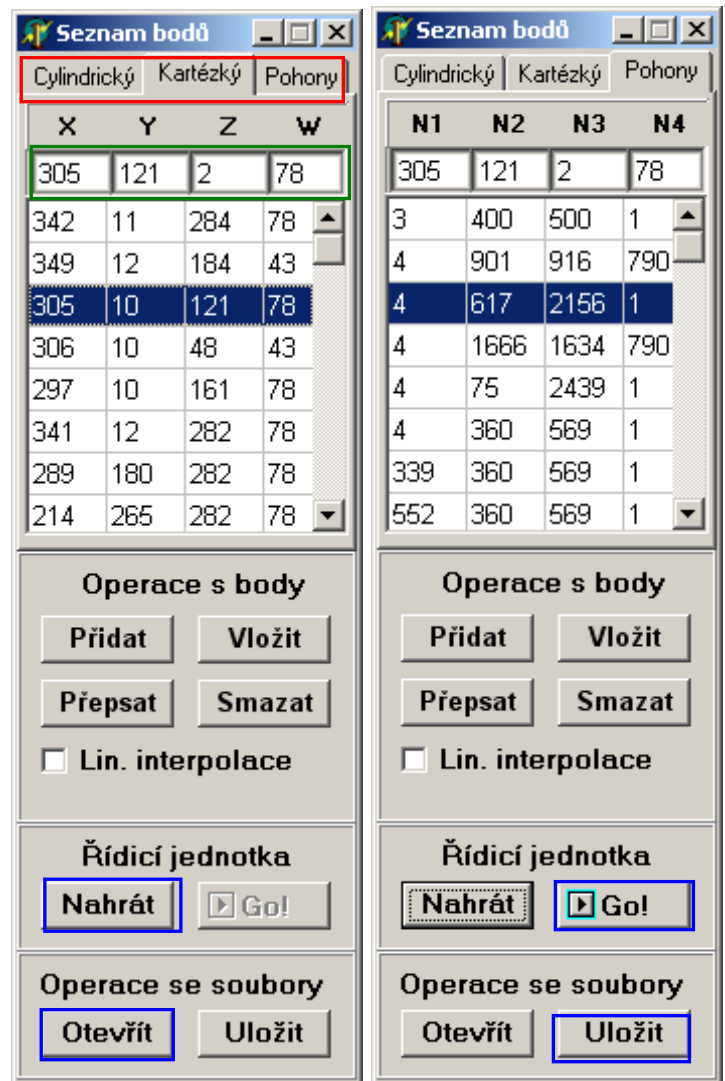 Seznam bodů
Cylindrický Kartézký Pohony
X Y Z W
305 121 2 78
342 11 284 78
349 12 184 43
305 10 121 78
306 10 48 43
297 10 161 78
341 12 282 78
289 180 282 78
214 265 282 78
Operace s body
Přidat Vložit
Přepsat Smazat
Lin. interpolace
Řídicí jednotka
Nahrát Go!
Operace se soubory
Otevřít Uložit
Seznam bodů
Cylindrický Kartézký Pohony
N1 N2 N3 N4
305 121 2 78
3 400 500 1
4 901 916 790
4 617 2156 1
4 1666 1634 790
4 75 2439 1
4 360 569 1
339 360 569 1
552 360 569 1
Operace s body
Přidat Vložit
Přepsat Smazat
Lin. interpolace
Řídicí jednotka
Nahrát Go!
Operace se soubory
Otevřít Uložit